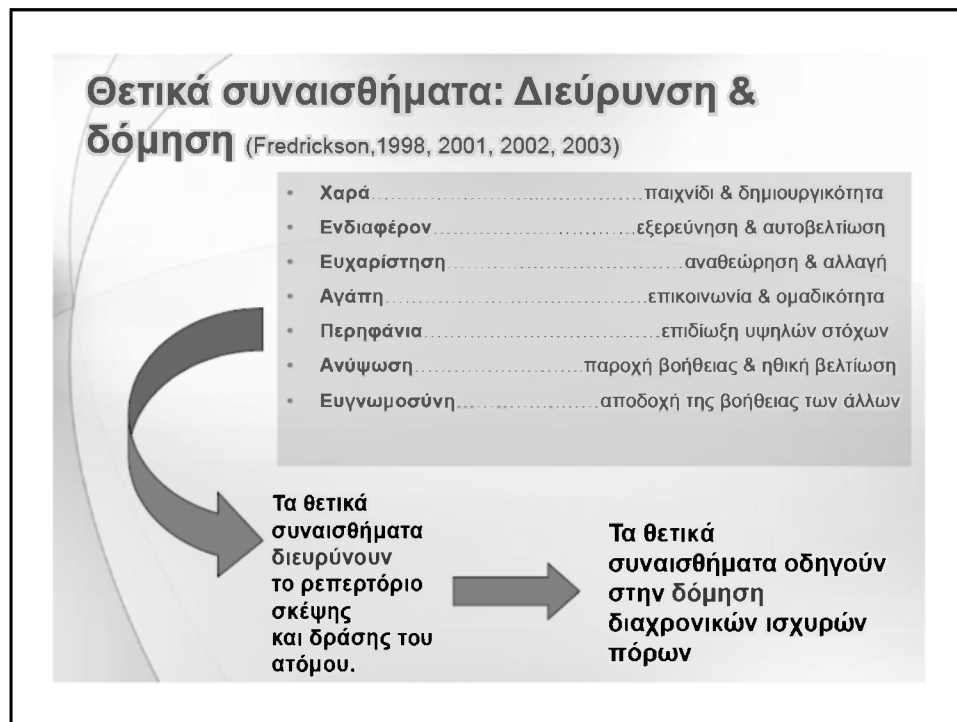 Θετικά συναισθήματα: Διεύρυνση &
δόμηση (Fredrickson,1998, 2001, 2002, 2003)
• Χαρά.......................................παιχνίδι & δημιουργικότητα
• Ενδιαφέρον.............................εξερεύνηση & αυτοβελτίωση
• Ευχαρίστηση..................................αναθεώρηση & αλλαγή
• Αγάπη......................................επικοινωνία & ομαδικότητα
• Περηφάνια..................................επιδίωξη υψηλών στόχων
• Ανύψωση........................παροχή βοήθειας & ηθική βελτίωση
• Ευγνωμοσύνη.....................αποδοχή της βοήθειας των άλλων
Τα θετικά
συναισθήματα
διευρύνουν
το ρεπερτόριο
σκέψης
και δράσης του
ατόμου.
Τα θετικά
συναισθήματα οδηγούν
στην δόμηση
διαχρονικών ισχυρών
πόρων